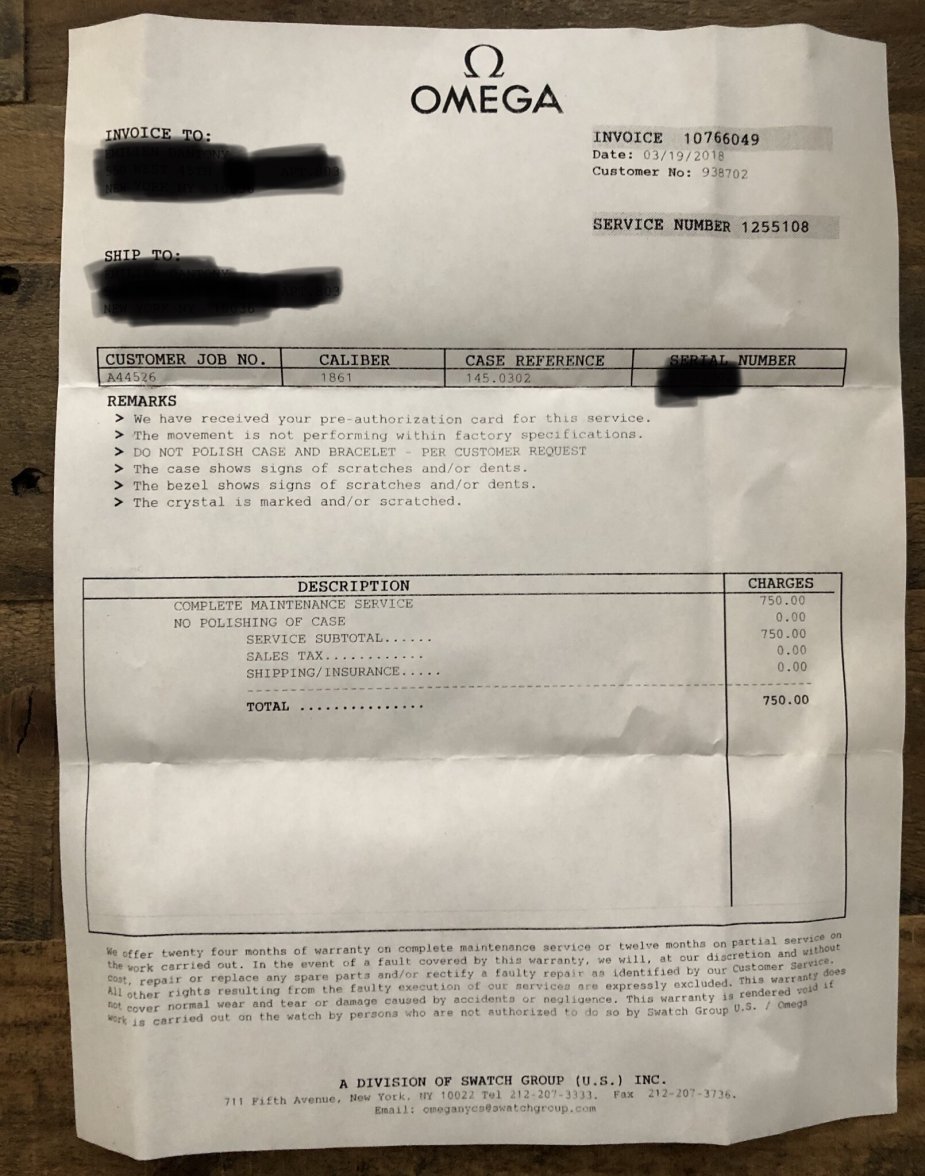 Ω
OMEGA
INVOICE TO:
INVOICE 10766049
Date: 03/19/2018
Customer No: 938702
SERVICE NUMBER 1255108
SHIP TO:
CUSTOMER JOB NO. CALIBER CASE REFERENCE SERIAL NUMBER
A44526 1861 145.0302
REMARKS
> We have received your pre-authorization card for this service.
> The movement is not performing within factory specifications.
> DO NOT POLISH CASE AND BRACELET - PER CUSTOMER REQUEST
> The case shows signs of scratches and/or dents.
> The bezel shows signs of scratches and/or dents.
> The crystal is marked and/or scratched.
DESCRIPTION CHARGES
COMPLETE MAINTENANCE SERVICE 750.00
NO POLISHING OF CASE 0.00
SERVICE SUBTOTAL...... 750.00
SALES TAX............ 0.00
SHIPPING/INSURANCE..... 0.00
TOTAL ............... 750.00
We offer twenty four months of warranty on complete maintenance service or twelve months on partial service on
the work carried out. In the event of a fault covered by this warranty, we will, at our discretion and without
cost, repair or replace any spare parts and/or rectify a faulty repair as identified by our Customer Service.
All other rights resulting from the faulty execution of our services are expressly excluded. This warranty does
not cover normal wear and tear or damage caused by accidents or negligence. This warranty is rendered void if
work is carried out on the watch by persons who are not authorized to do so by Swatch Group U.S. / Omega
A DIVISION OF SWATCH GROUP (U.S.) INC.
711 Fifth Avenue, New York, NY 10022 Tel 212-207-3333. Fax 212-207-3736.
Email: omeganycs@swatchgroup.com